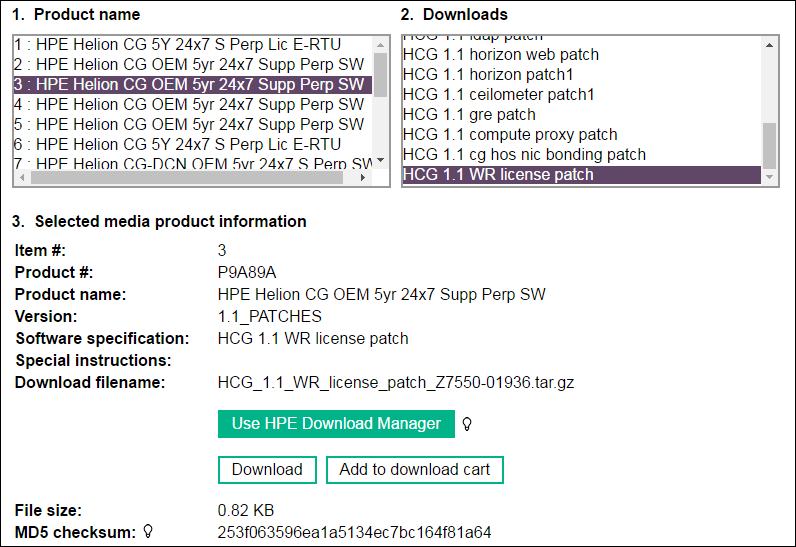 1. Product name
2. Downloads
1 : HPE Helion CG 5Y 24x7 S Perp Lic E-RTU
2 : HPE Helion CG OEM 5yr 24x7 Supp Perp SW
3 : HPE Helion CG OEM 5yr 24x7 Supp Perp SW
4 : HPE Helion CG OEM 5yr 24x7 Supp Perp SW
5 : HPE Helion CG OEM 5yr 24x7 Supp Perp SW
6 : HPE Helion CG 5Y 24x7 S Perp Lic E-RTU
7 : HPE Helion CG-DCN OEM 5yr 24x7 S Perp SW
HCG 1.1 ldap patch
HCG 1.1 horizon web patch
HCG 1.1 horizon patch1
HCG 1.1 ceilometer patch1
HCG 1.1 gre patch
HCG 1.1 compute proxy patch
HCG 1.1 cg hos nic bonding patch
HCG 1.1 WR license patch
3. Selected media product information
Item #: 3
Product #: P9A89A
Product name: HPE Helion CG OEM 5yr 24x7 Supp Perp SW
Version: 1.1_PATCHES
Software specification: HCG 1.1 WR license patch
Special instructions:
Download filename: HCG_1.1_WR_license_patch_Z7550-01936.tar.gz
Use HPE Download Manager
Download Add to download cart
File size: 0.82 KB
MD5 checksum: 253f063596ea1a5134ec7bc164f81a64